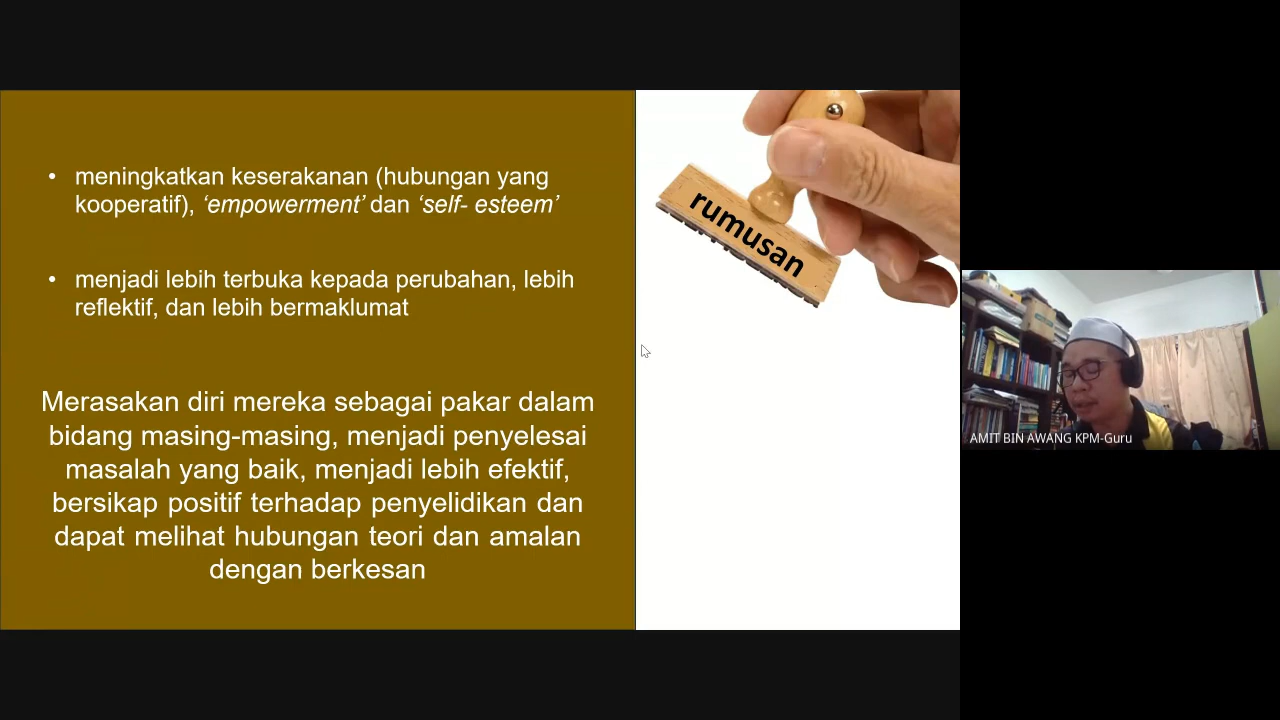 • meningkatkan keserakanan (hubungan yang
kooperatif), ‘empowerment’ dan ‘self- esteem’
• menjadi lebih terbuka kepada perubahan, lebih
reflektif, dan lebih bermaklumat
Merasakan diri mereka sebagai pakar dalam
bidang masing-masing, menjadi penyelesai
masalah yang baik, menjadi lebih efektif,
bersikap positif terhadap penyelidikan dan
dapat melihat hubungan teori dan amalan
dengan berkesan
rumusan
AMIT BIN AWANG KPM-Guru